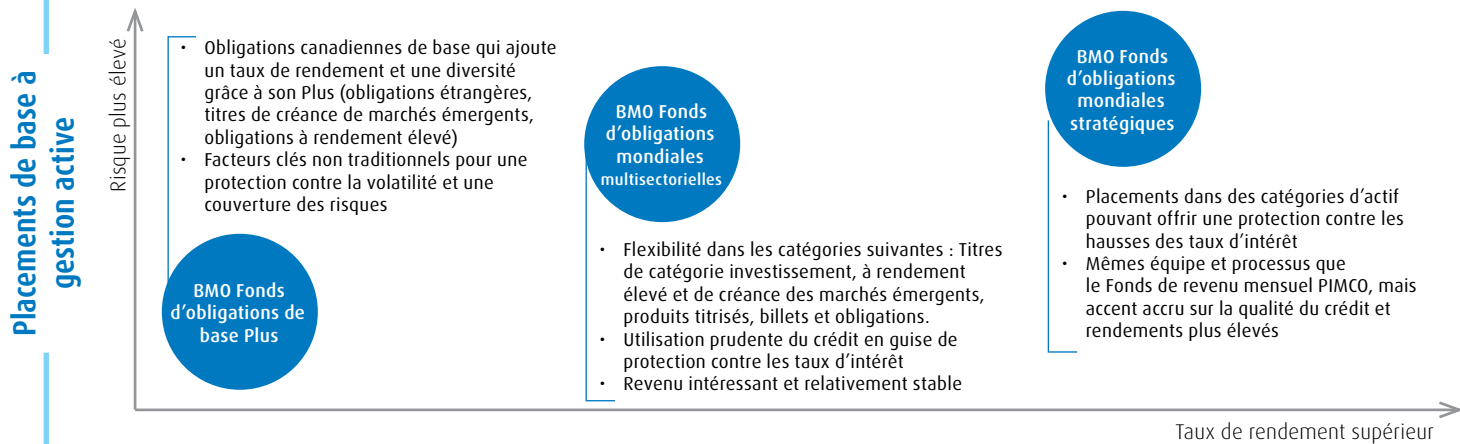 Placements de base à
gestion active
Risque plus élevé
• Obligations canadiennes de base qui ajoute
un taux de rendement et une diversité
grâce à son Plus (obligations étrangères,
titres de créance de marchés émergents,
obligations à rendement élevé)
• Facteurs clés non traditionnels pour une
protection contre la volatilité et une
couverture des risques
BMO Fonds
d'obligations de
base Plus
BMO Fonds
d'obligations
mondiales
multisectorielles
• Flexibilité dans les catégories suivantes : Titres
de catégorie investissement, à rendement
élevé et de créance des marchés émergents,
produits titrisés, billets et obligations.
• Utilisation prudente du crédit en guise de
protection contre les taux d'intérêt
• Revenu intéressant et relativement stable
BMO Fonds
d'obligations
mondiales
stratégiques
• Placements dans des catégories d'actif
pouvant offrir une protection contre les
hausses des taux d'intérêt
• Mêmes équipe et processus que
le Fonds de revenu mensuel PIMCO, mais
accent accru sur la qualité du crédit et
rendements plus élevés
Taux de rendement supérieur